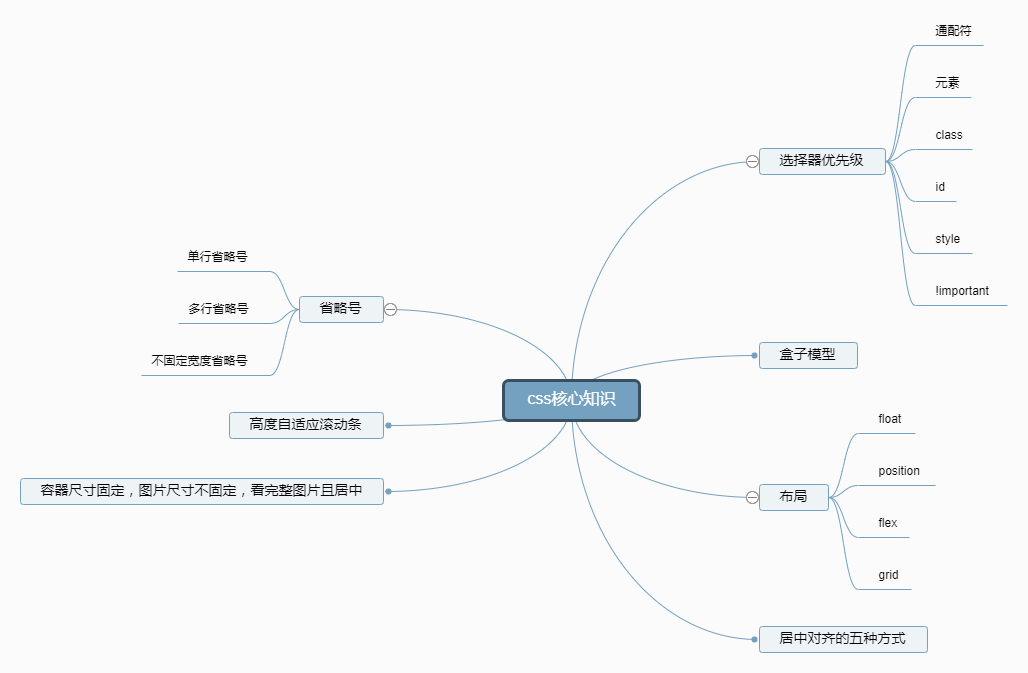 css核心知识
选择器优先级
通配符
元素
class
id
style
!important
盒子模型
布局
float
position
flex
grid
居中对齐的五种方式
省略号
单行省略号
多行省略号
不固定宽度省略号
高度自适应滚动条
容器尺寸固定，图片尺寸不固定，看完整图片且居中